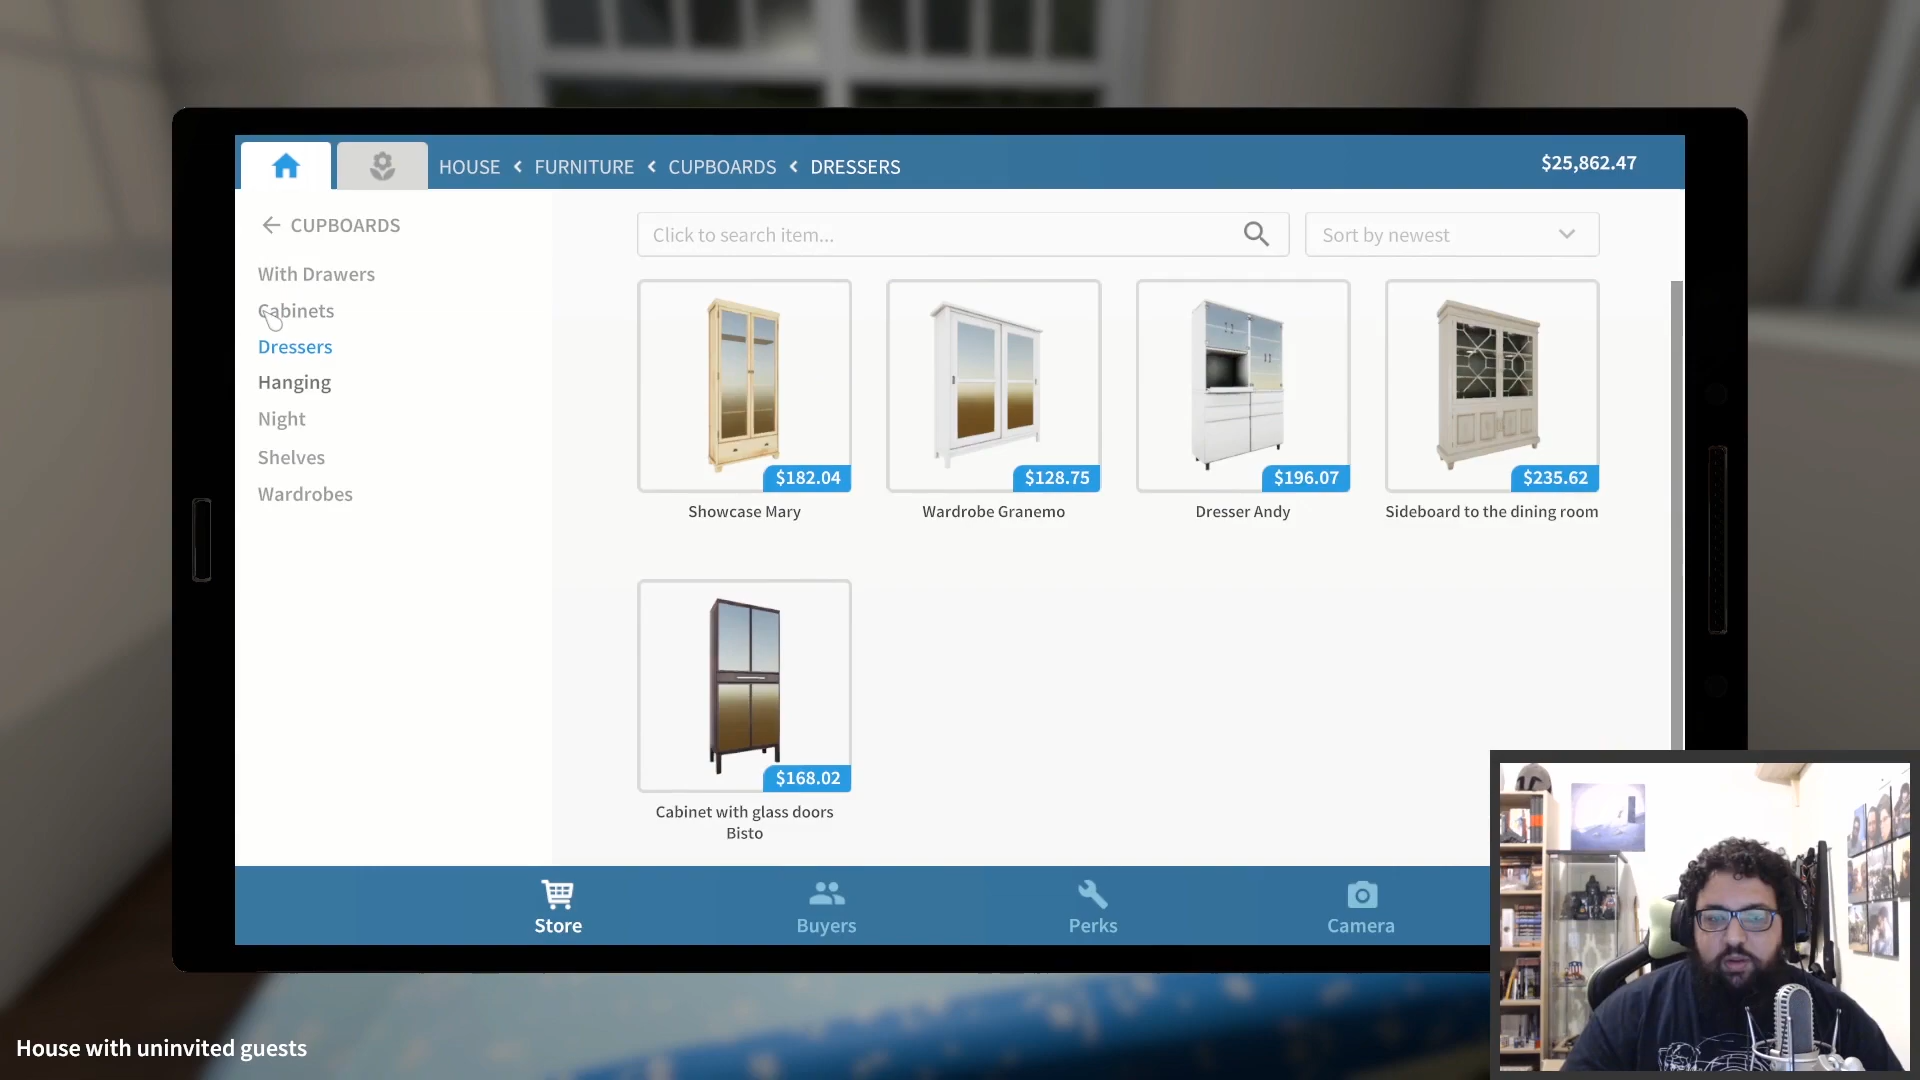 HOUSE < FURNITURE < CUPBOARDS < DRESSERS
$25,862.47
CUPBOARDS
With Drawers
Cabinets
Dressers
Hanging
Night
Shelves
Wardrobes
Click to search item...
Sort by newest
$182.04
$128.75
$196.07
$235.62
Showcase Mary
Wardrobe Granemo
Dresser Andy
Sideboard to the dining room
$168.02
Cabinet with glass doors
Bisto
Store
Buyers
Perks
Camera
House with uninvited guests